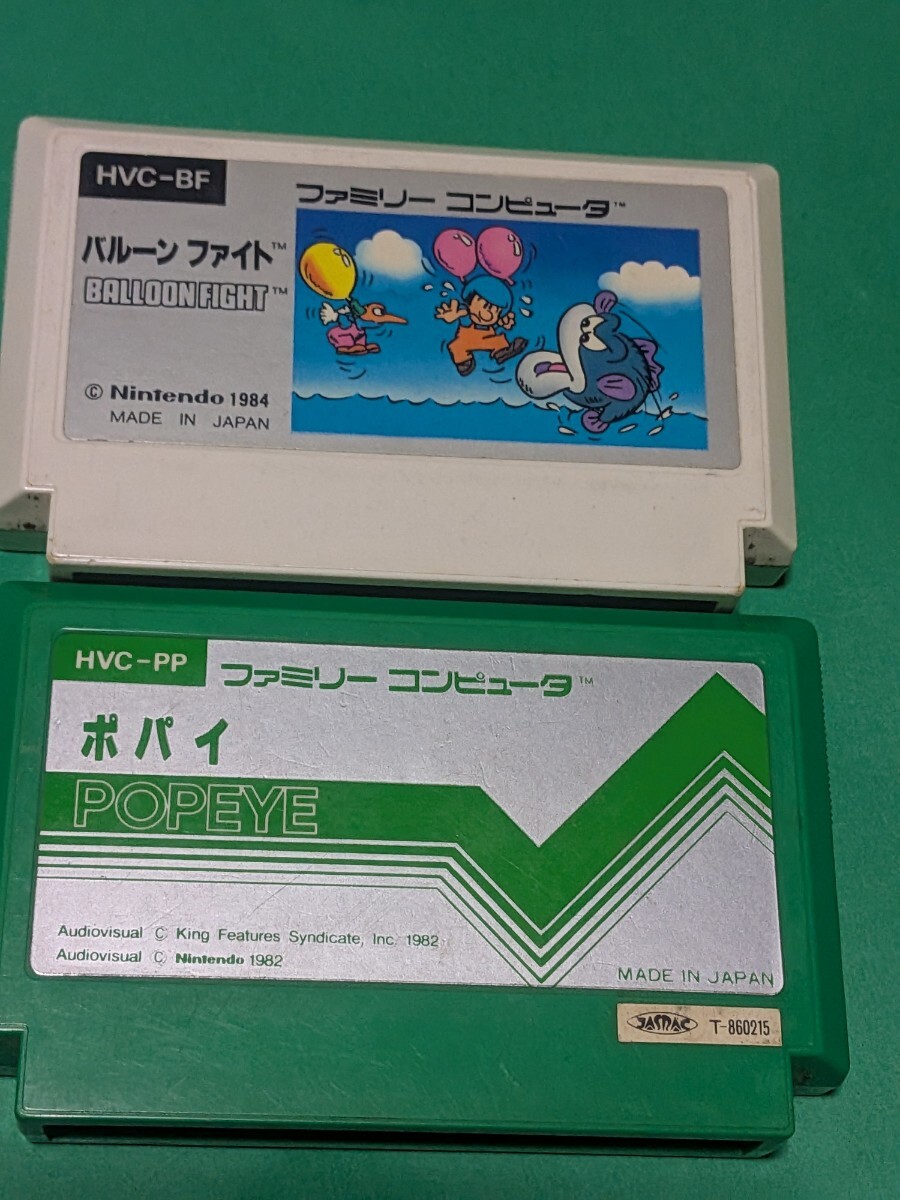 HVC-BF
ファミリー コンピュータ™
バルーン ファイト™
BALLOON FIGHT™
© Nintendo 1984
MADE IN JAPAN
HVC-PP
ファミリー コンピュータ™
ポパイ
POPEYE
Audiovisual © King Features Syndicate, Inc. 1982
Audiovisual © Nintendo 1982
MADE IN JAPAN
JASRAC T-860215